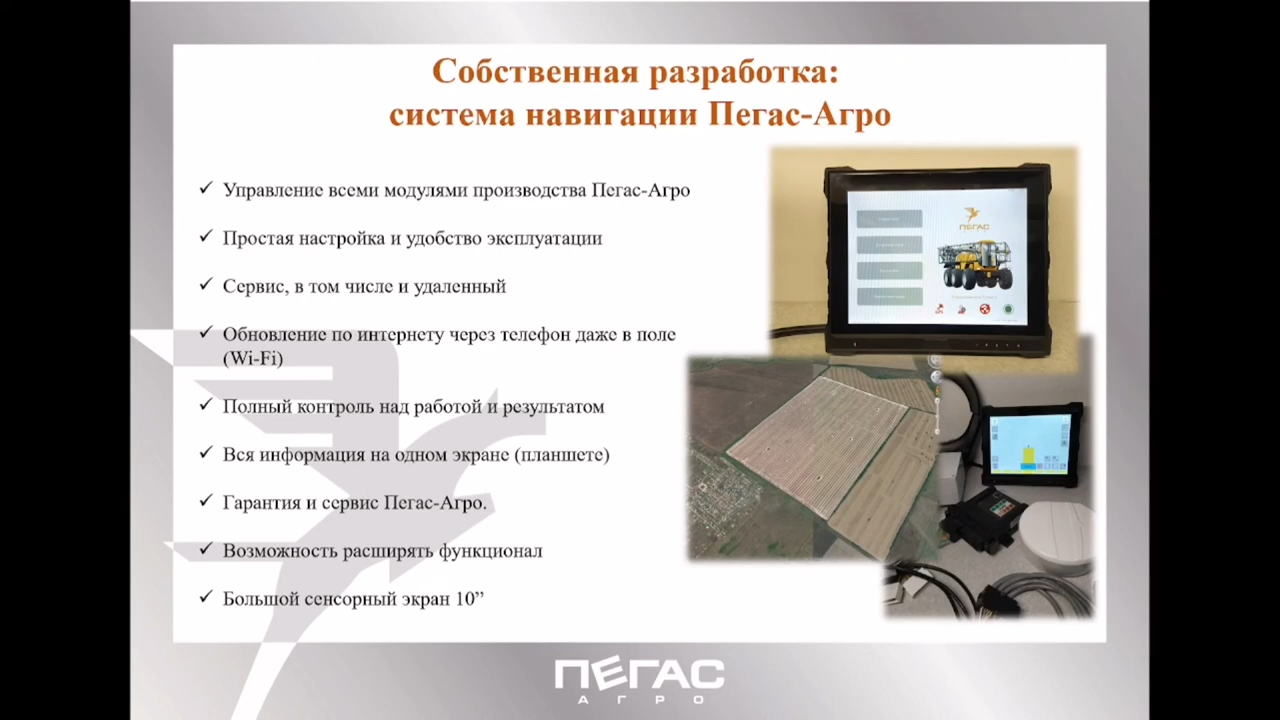 Собственная разработка:
система навигации Пегас-Агро
✓ Управление всеми модулями производства Пегас-Агро
✓ Простая настройка и удобство эксплуатации
✓ Сервис, в том числе и удаленный
✓ Обновление по интернету через телефон даже в поле
(Wi-Fi)
✓ Полный контроль над работой и результатом
✓ Вся информация на одном экране (планшете)
✓ Гарантия и сервис Пегас-Агро.
✓ Возможность расширять функционал
✓ Большой сенсорный экран 10”
ПЕГАС
ПЕГАС
АГРО